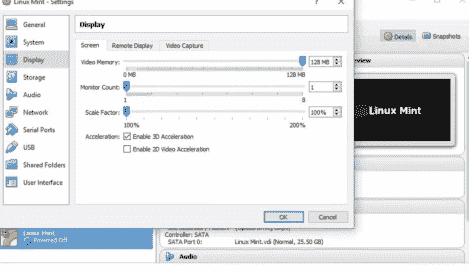 Linux Mint - Settings
General
System
Display
Storage
Audio
Network
Serial Ports
USB
Shared Folders
User Interface
Display
Screen
Remote Display
Video Capture
Video Memory:
128 MB
0 MB
128 MB
Monitor Count:
1
1
8
Scale Factor:
100%
100%
200%
Acceleration:
Enable 3D Acceleration
Enable 2D Video Acceleration
OK
Cancel
Details
Snapshots
Linux Mint
Linux Mint
Powered Off
Controller: SATA
SATA Port 0:
Linux Mint.vdi (Normal, 25.50 GB)
Audio